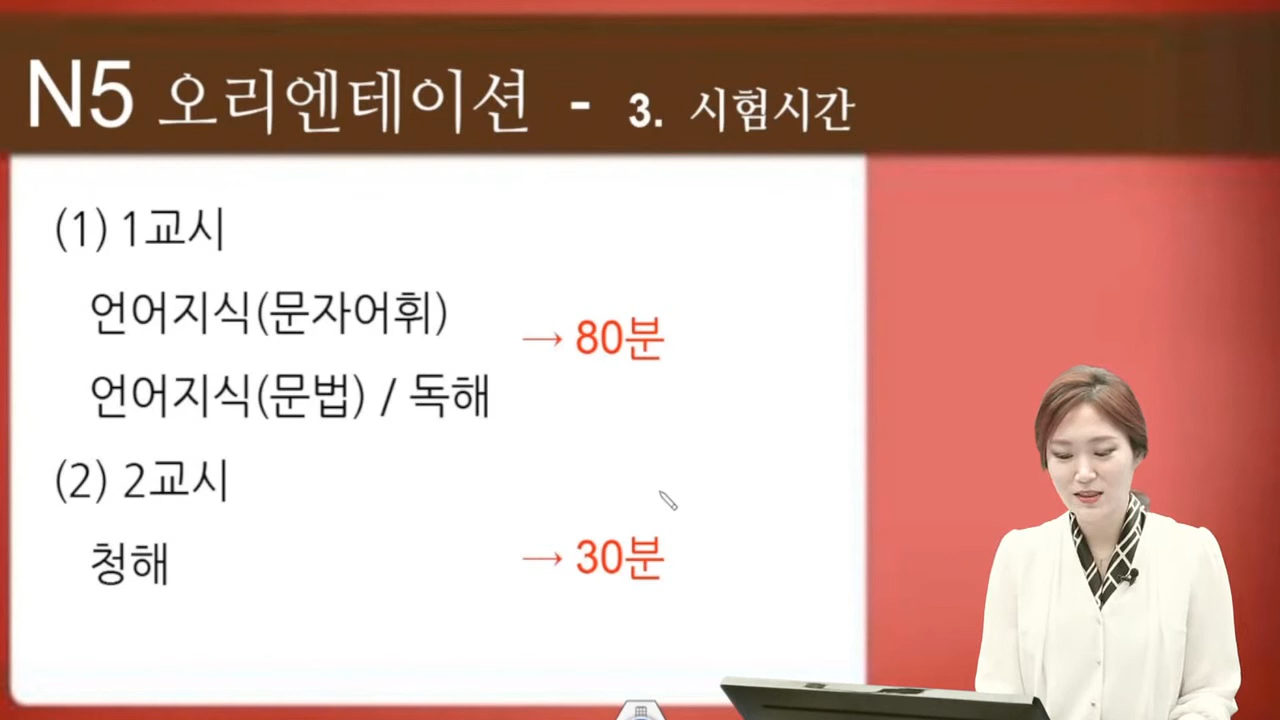 N5 오리엔테이션 - 3. 시험시간
(1) 1교시
언어지식(문자어휘)
→ 80분
언어지식(문법) / 독해
(2) 2교시
청해 → 30분